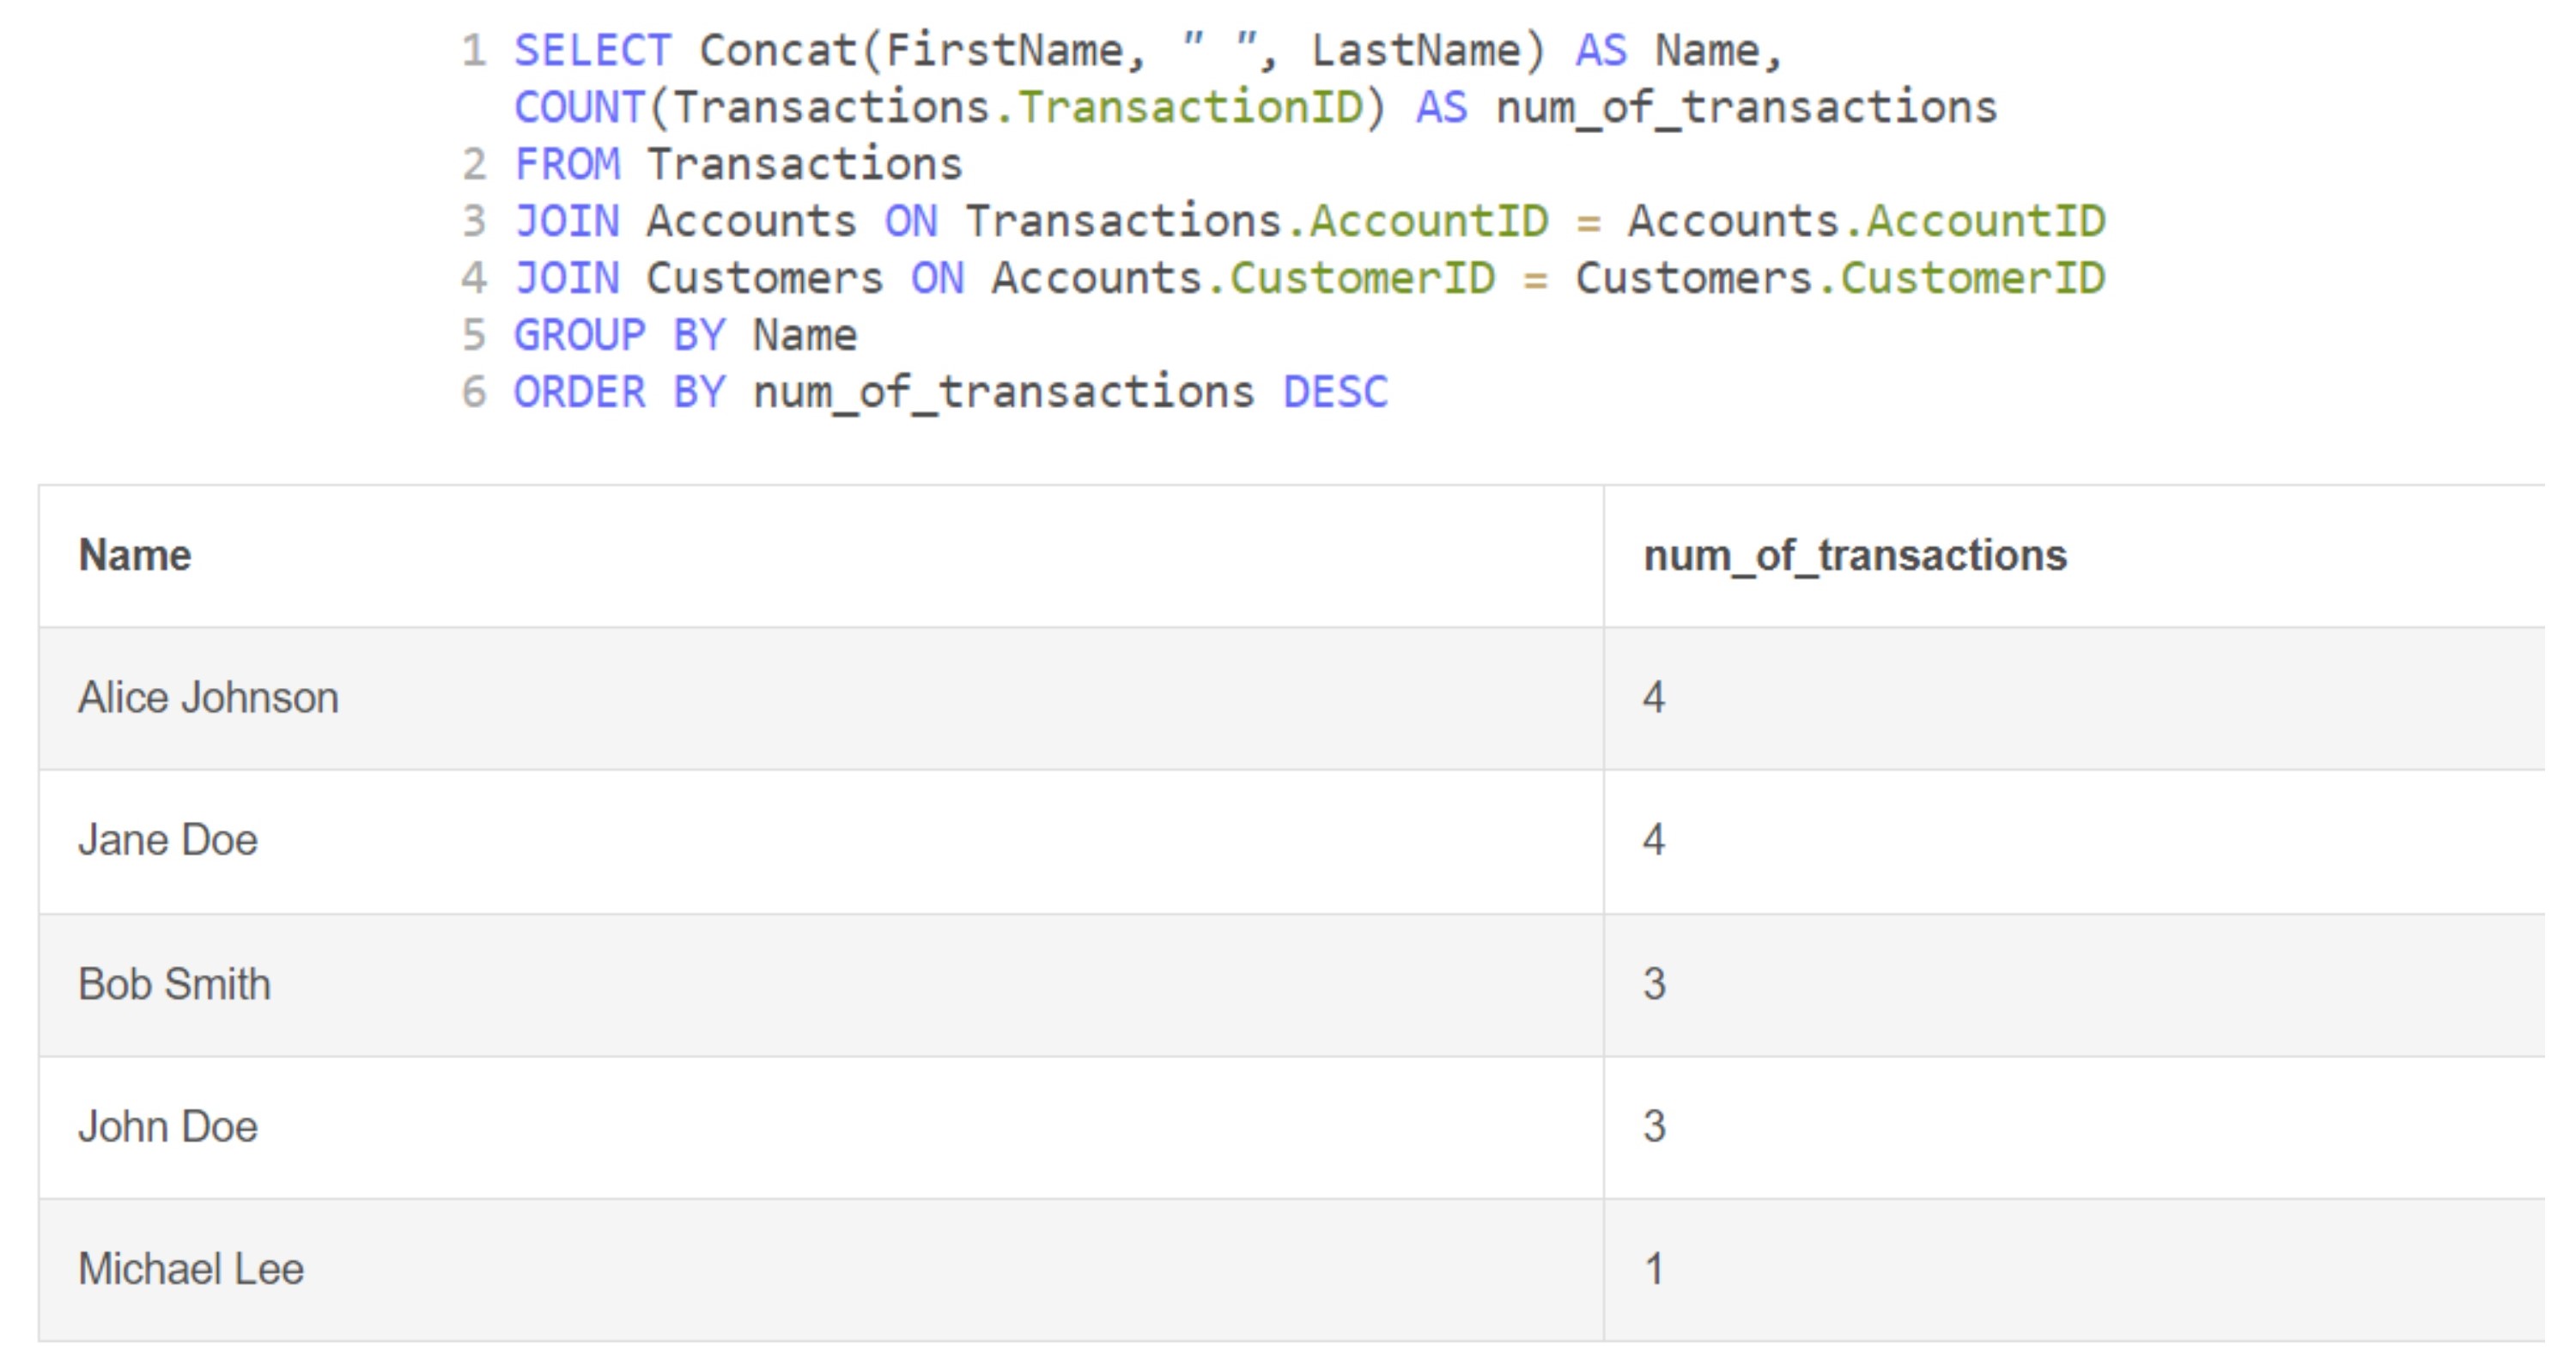 1 SELECT Concat(FirstName, " ", LastName) AS Name,
COUNT(Transactions.TransactionID) AS num_of_transactions
2 FROM Transactions
3 JOIN Accounts ON Transactions.AccountID = Accounts.AccountID
4 JOIN Customers ON Accounts.CustomerID = Customers.CustomerID
5 GROUP BY Name
6 ORDER BY num_of_transactions DESC
Name num_of_transactions
Alice Johnson 4
Jane Doe 4
Bob Smith 3
John Doe 3
Michael Lee 1